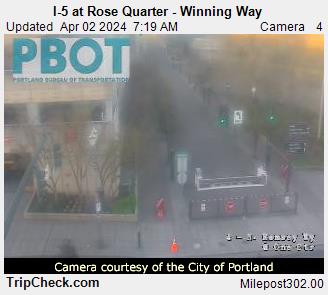 I-5 at Rose Quarter - Winning Way
Updated Apr 02 2024 7:19 AM Camera 4
PBOT
PORTLAND BUREAU OF TRANSPORTATION
Camera courtesy of the City of Portland
TripCheck.com Milepost302.00